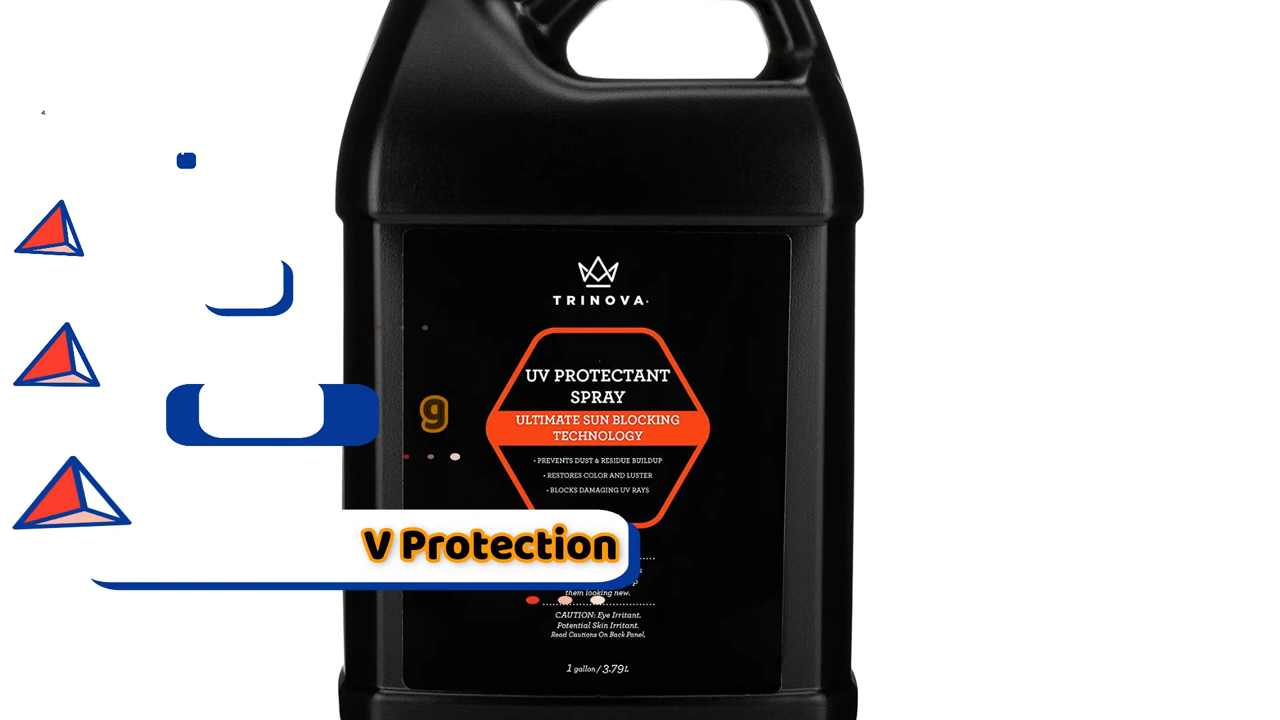 TRINOVA
UV PROTECTANT
SPRAY
ULTIMATE SUN BLOCKING
TECHNOLOGY
• PREVENTS DUST & RESIDUE BUILDUP
• RESTORES COLOR AND LUSTER
• BLOCKS DAMAGING UV RAYS
g
V Protection
them looking new.
CAUTION: Eye Irritant.
Potential Skin Irritant.
Read Cautions On Back Panel.
1 gallon / 3.79L